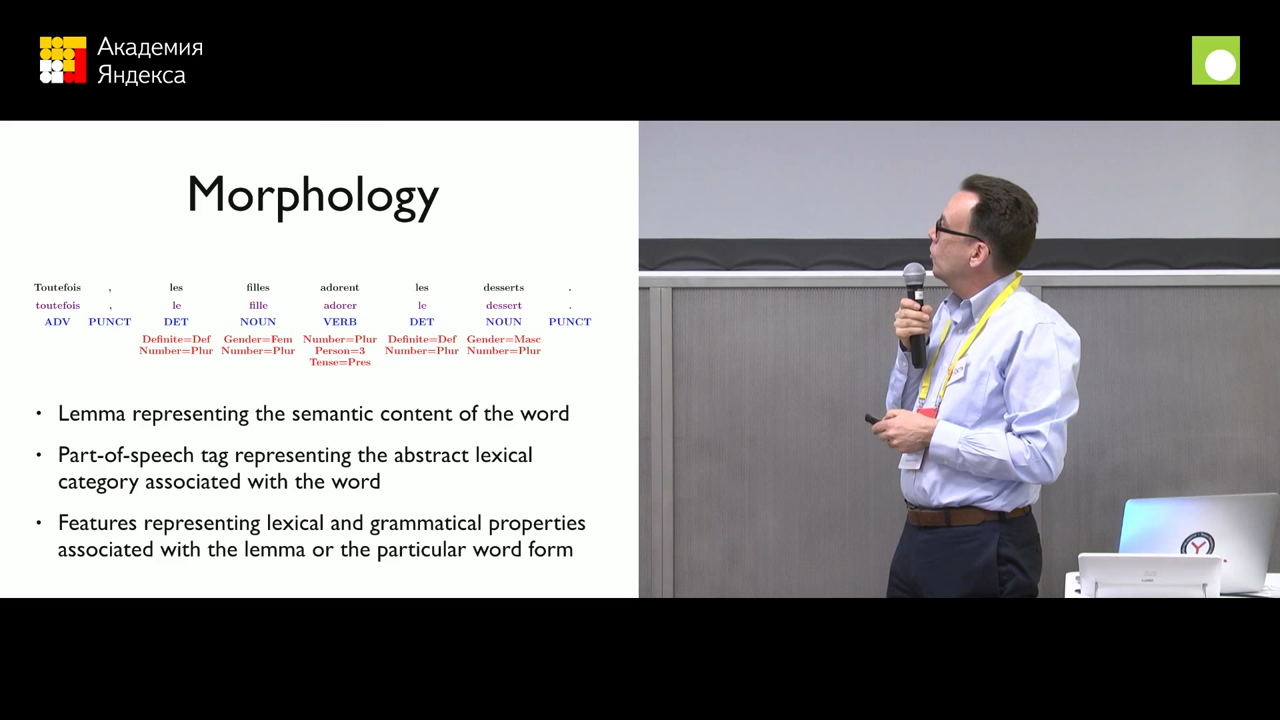 Академия
Яндекса
Morphology
Toutefois , les filles adorent les desserts .
toutefois , le fille adorer le dessert .
ADV PUNCT DET NOUN VERB DET NOUN PUNCT
Definite=Def Gender=Fem Number=Plur Definite=Def Gender=Masc
Number=Plur Number=Plur Person=3 Number=Plur Number=Plur
Tense=Pres
• Lemma representing the semantic content of the word
• Part-of-speech tag representing the abstract lexical
category associated with the word
• Features representing lexical and grammatical properties
associated with the lemma or the particular word form